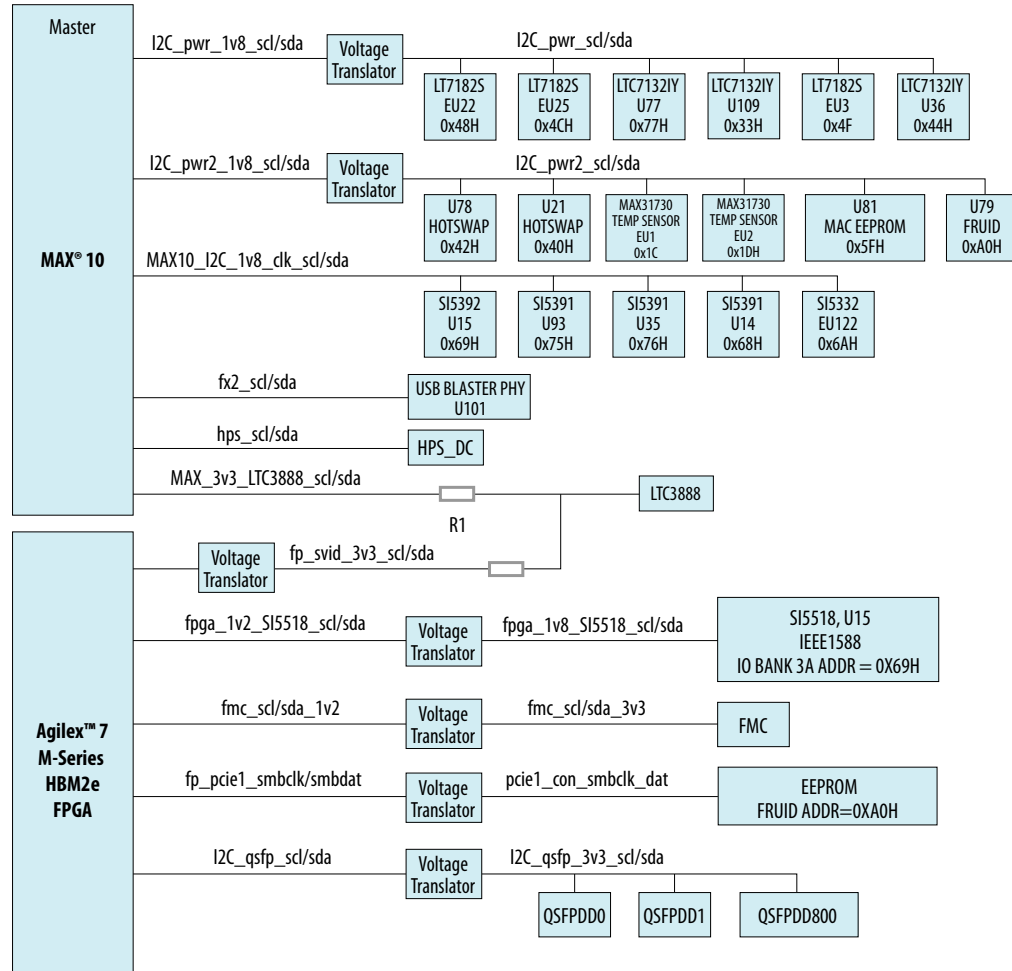 Master
I2C_pwr_1v8_scl/sda
Voltage
Translator
I2C_pwr_scl/sda
LT7182S
EU22
0x48H
LT7182S
EU25
0x4CH
LTC7132IY
U77
0x77H
LTC7132IY
U109
0x33H
LT7182S
EU3
0x4F
LTC7132IY
U36
0x44H
I2C_pwr2_1v8_scl/sda
Voltage
Translator
I2C_pwr2_scl/sda
U78
HOTSWAP
0x42H
U21
HOTSWAP
0x40H
MAX31730
TEMP SENSOR
EU1
0x1C
MAX31730
TEMP SENSOR
EU2
0x1DH
U81
MAC EEPROM
0x5FH
U79
FRUID
0xA0H
MAX® 10
MAX10_I2C_1v8_clk_scl/sda
SI5392
U15
0x69H
SI5391
U93
0x75H
SI5391
U35
0x76H
SI5391
U14
0x68H
SI5332
EU122
0x6AH
fx2_scl/sda
USB BLASTER PHY
U101
hps_scl/sda
HPS_DC
MAX_3v3_LTC3888_scl/sda
R1
LTC3888
Voltage
Translator
fp_svid_3v3_scl/sda
fpga_1v2_SI5518_scl/sda
Voltage
Translator
fpga_1v8_SI5518_scl/sda
SI5518, U15
IEEE1588
IO BANK 3A ADDR = 0X69H
Agilex™ 7
M-Series
HBM2e
FPGA
fmc_scl/sda_1v2
Voltage
Translator
fmc_scl/sda_3v3
FMC
fp_pcie1_smbclk/smbdat
Voltage
Translator
pcie1_con_smbclk_dat
EEPROM
FRUID ADDR=0XA0H
I2C_qsfp_scl/sda
Voltage
Translator
I2C_qsfp_3v3_scl/sda
QSFPDD0
QSFPDD1
QSFPDD800